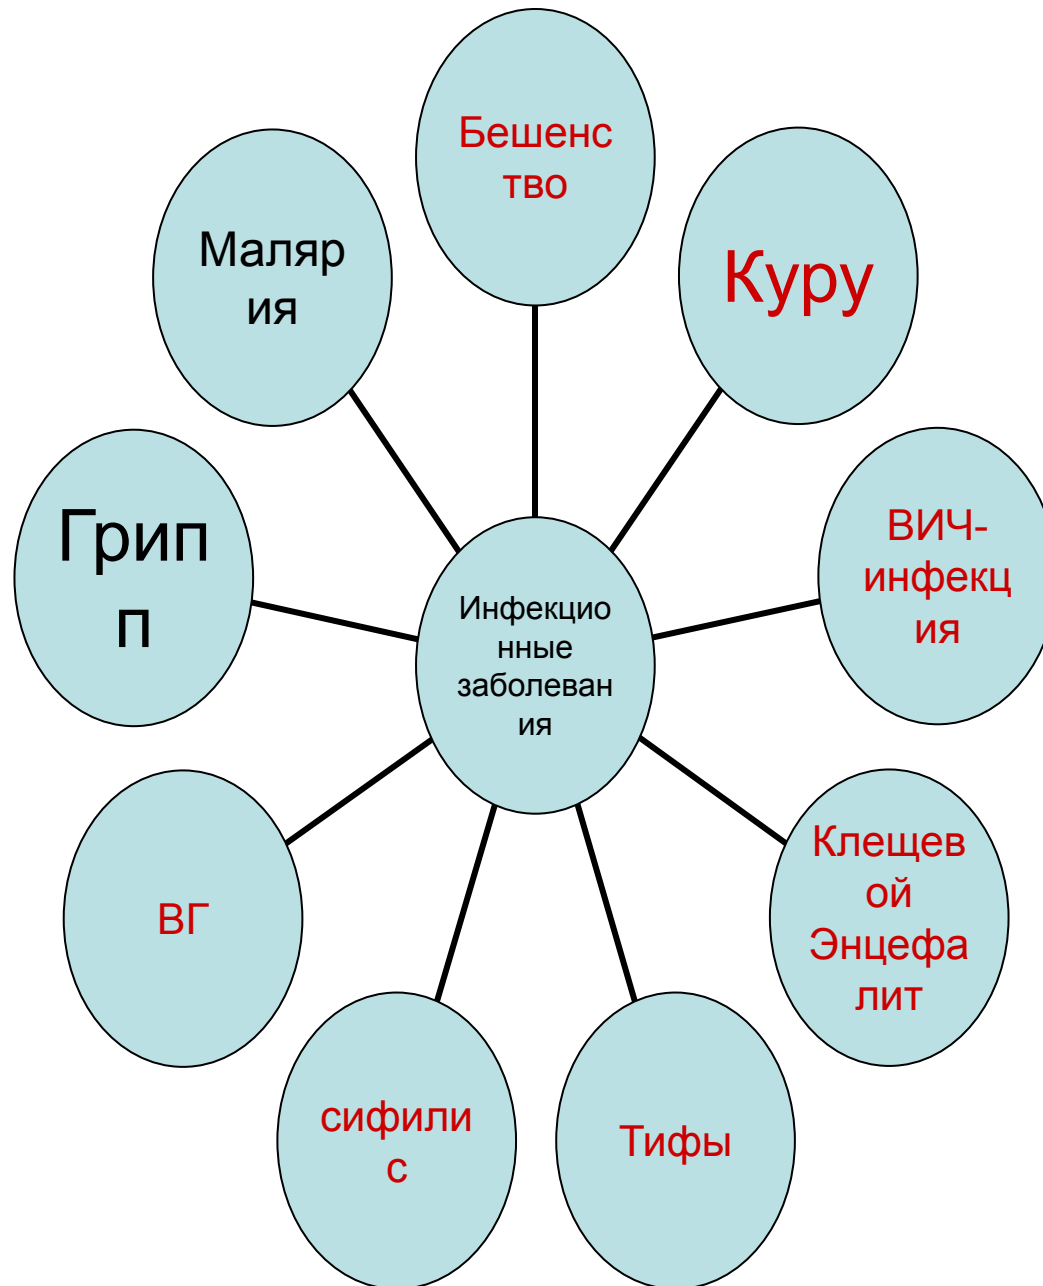 Бешенс
тво
Куру
Маляр
ия
Грип
п
ВИЧ-
инфекц
ия
Инфекцио
нные
заболеван
ия
Клещев
ой
Энцефа
лит
ВГ
сифили
с
Тифы